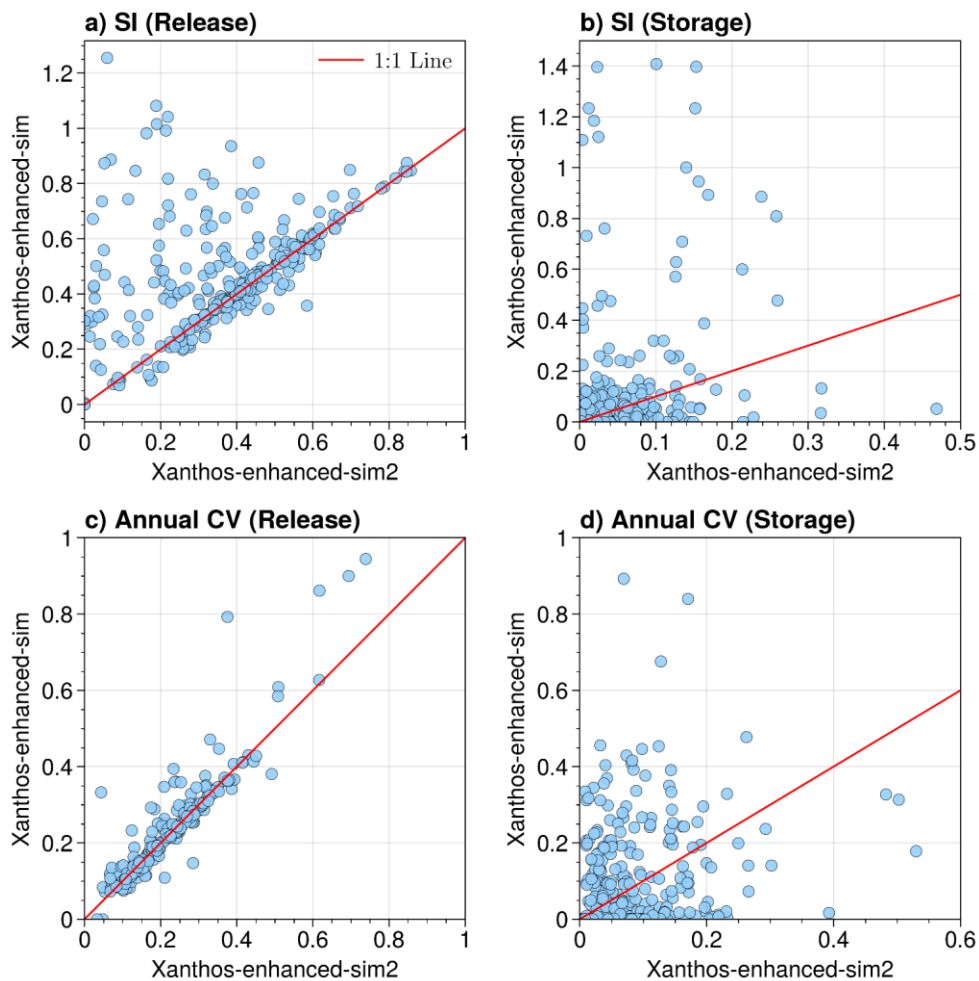 a) SI (Release)
1:1 Line
Xanthos-enhanced-sim
1.2
1
0.8
0.6
0.4
0.2
0
0 0.2 0.4 0.6 0.8 1
Xanthos-enhanced-sim2
b) SI (Storage)
Xanthos-enhanced-sim
1.4
1.2
1
0.8
0.6
0.4
0.2
0
0 0.1 0.2 0.3 0.4 0.5
Xanthos-enhanced-sim2
c) Annual CV (Release)
Xanthos-enhanced-sim
1
0.8
0.6
0.4
0.2
0
0 0.2 0.4 0.6 0.8 1
Xanthos-enhanced-sim2
d) Annual CV (Storage)
Xanthos-enhanced-sim
1
0.8
0.6
0.4
0.2
0
0 0.2 0.4 0.6
Xanthos-enhanced-sim2